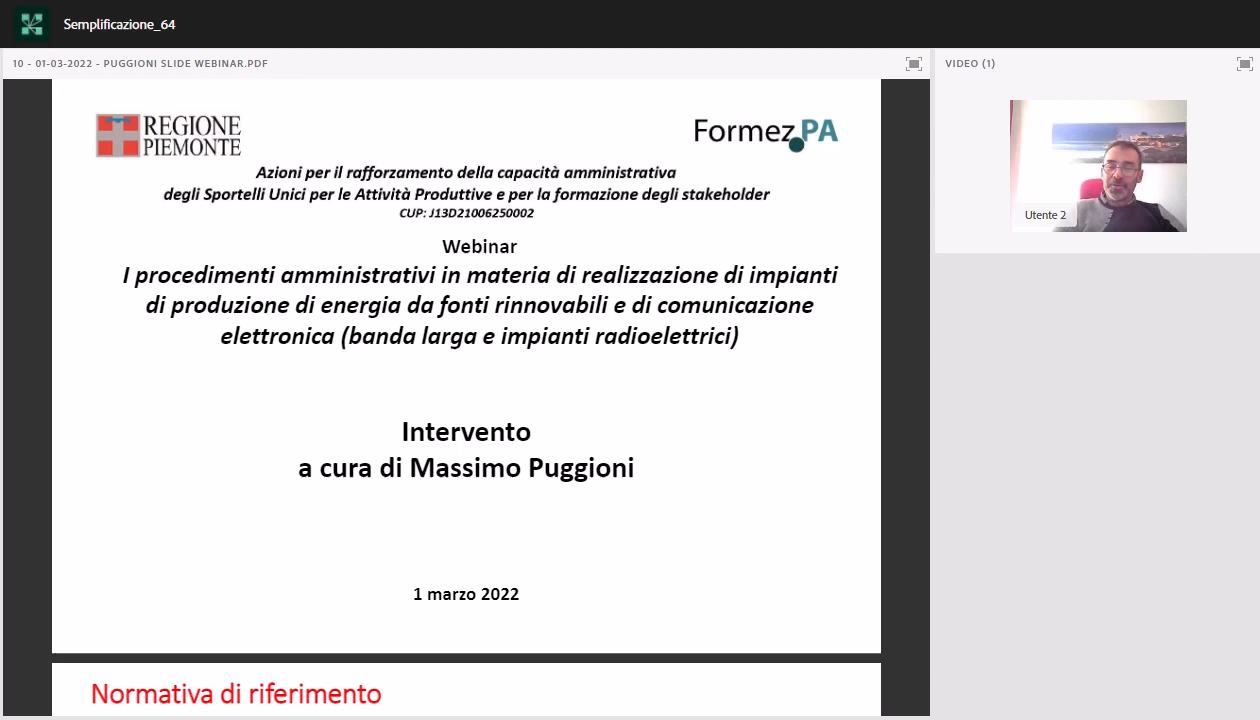 Semplificazione_64
10 - 01-03-2022 - PUGGIONI SLIDE WEBINAR.PDF
VIDEO (1)
REGIONE
PIEMONTE
Formez PA
Azioni per il rafforzamento della capacità amministrativa
degli Sportelli Unici per le Attività Produttive e per la formazione degli stakeholder
CUP: J13D21006250002
Webinar
I procedimenti amministrativi in materia di realizzazione di impianti
di produzione di energia da fonti rinnovabili e di comunicazione
elettronica (banda larga e impianti radioelettrici)
Intervento
a cura di Massimo Puggioni
1 marzo 2022
Normativa di riferimento
Utente 2